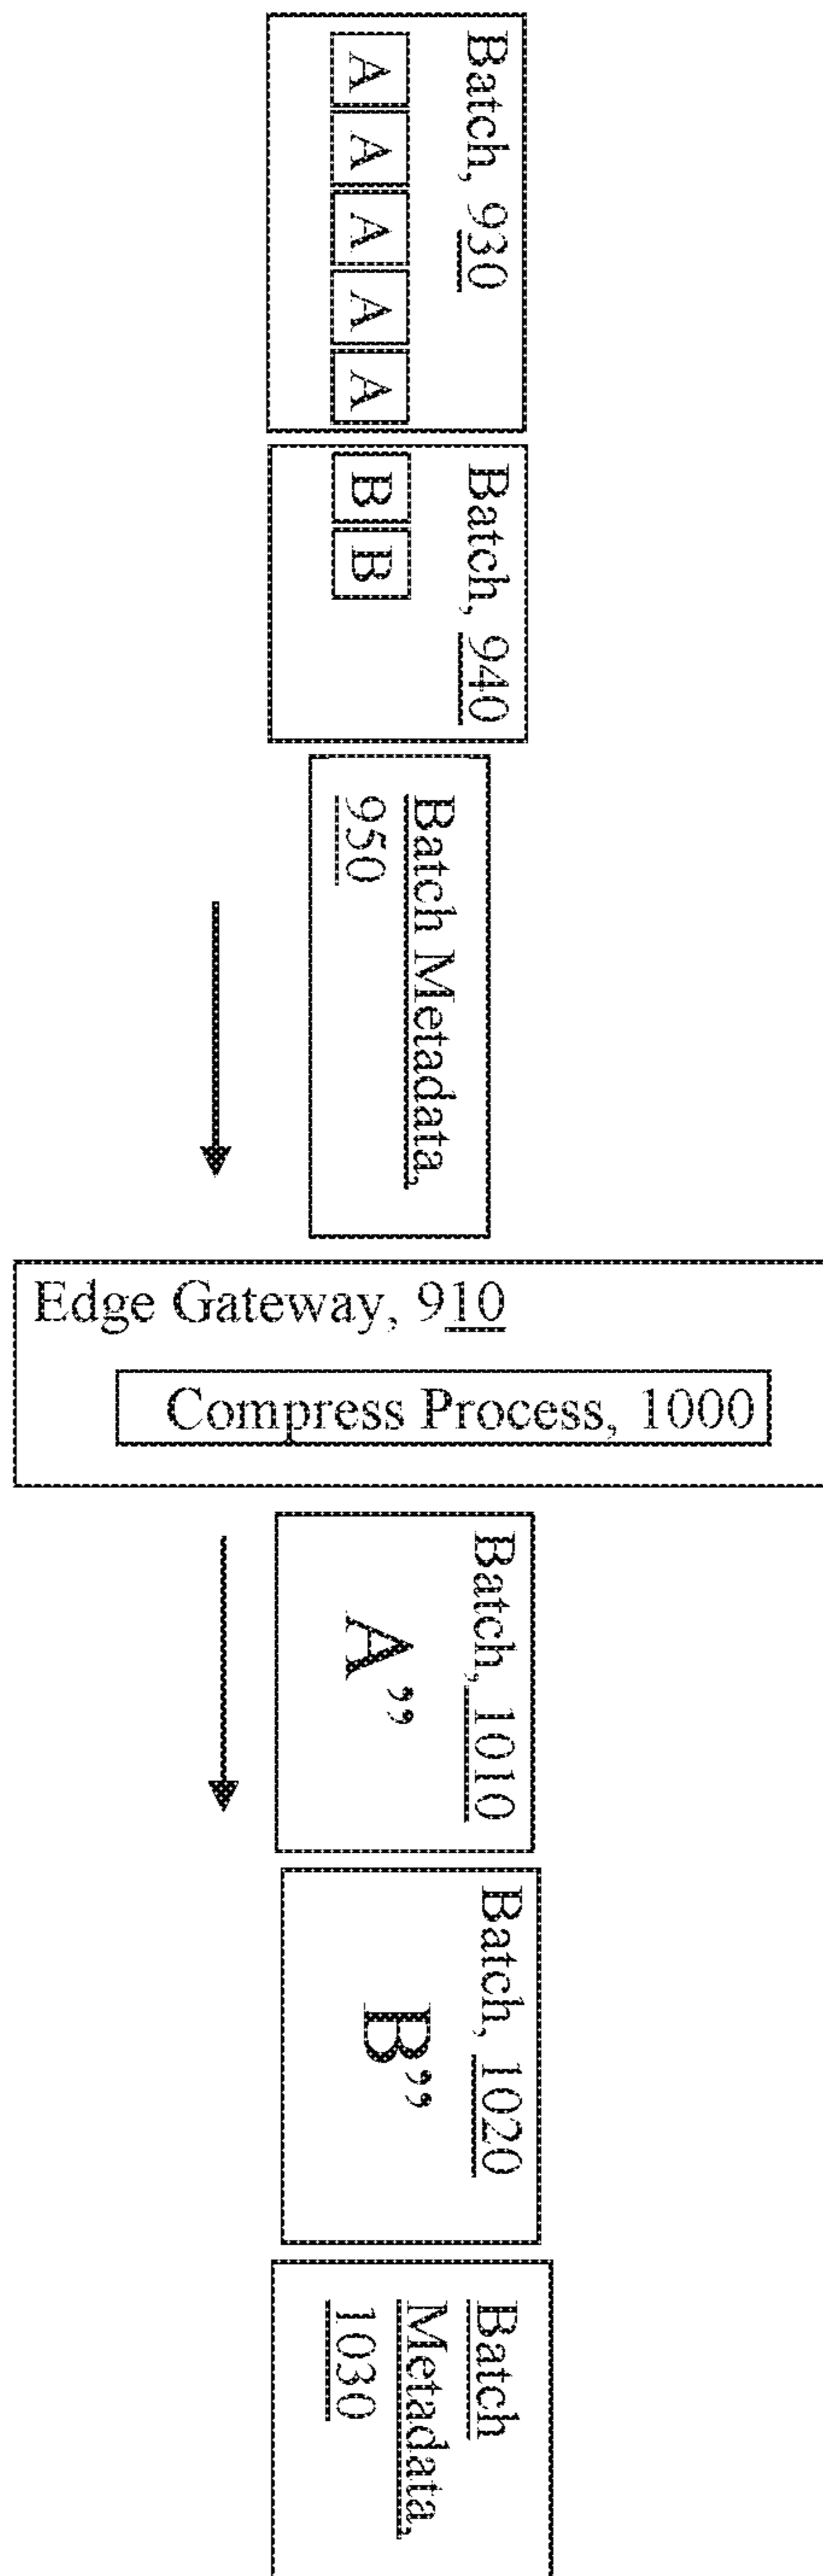 Batch, 930
A A A A A
Batch, 940
B B
Batch Metadata,
950
Edge Gateway, 910
Compress Process, 1000
Batch, 1010
A”
Batch, 1020
B”
Batch
Metadata,
1030